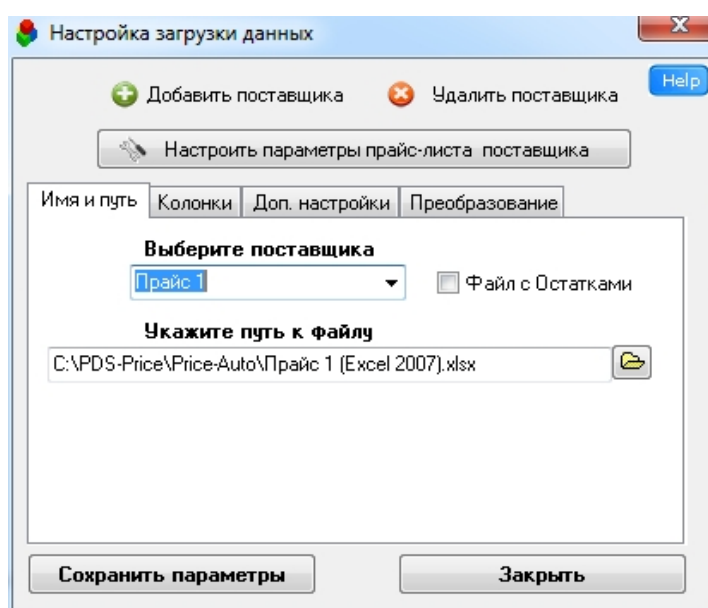 Настройка загрузки данных
X
Добавить поставщика
Удалить поставщика
Help
Настроить параметры прайс-листа поставщика
Имя и путь
Колонки
Доп. настройки
Преобразование
Выберите поставщика
Прайс 1
Файл с Остатками
Укажите путь к файлу
C:\PDS-Price\Price-Auto\Прайс 1 (Excel 2007).xlsx
Сохранить параметры
Закрыть